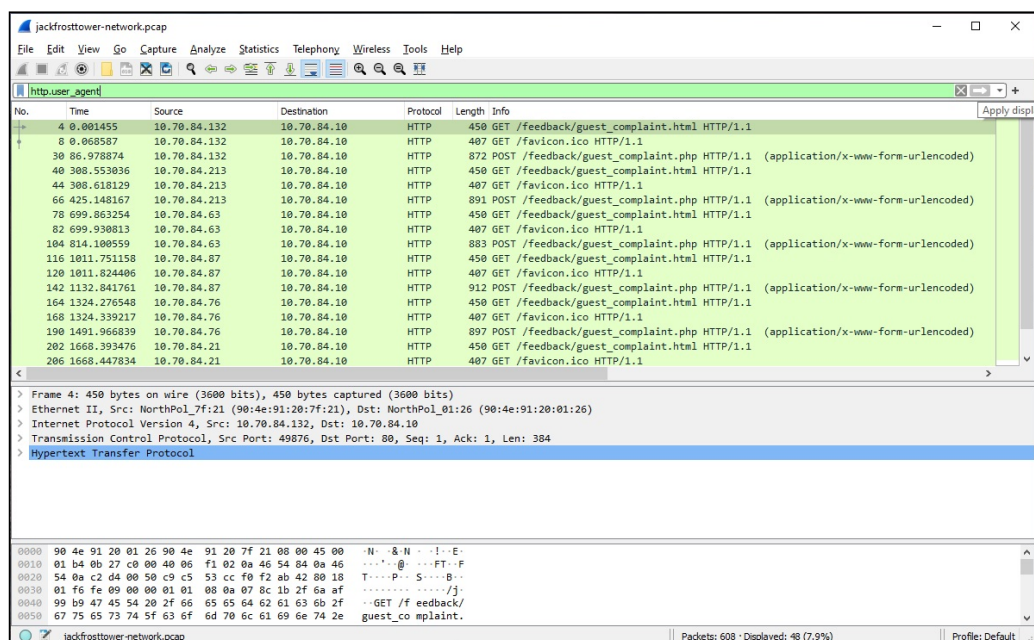 jackfrosttower-network.pcap
File Edit View Go Capture Analyze Statistics Telephony Wireless Tools Help
http.user_agent
No. Time Source Destination Protocol Length Info
Apply displ
4 0.001455 10.70.84.132 10.70.84.10 HTTP 450 GET /feedback/guest_complaint.html HTTP/1.1
8 0.068587 10.70.84.132 10.70.84.10 HTTP 407 GET /favicon.ico HTTP/1.1
30 86.978874 10.70.84.132 10.70.84.10 HTTP 872 POST /feedback/guest_complaint.php HTTP/1.1 (application/x-www-form-urlencoded)
40 308.553036 10.70.84.213 10.70.84.10 HTTP 450 GET /feedback/guest_complaint.html HTTP/1.1
44 308.618129 10.70.84.213 10.70.84.10 HTTP 407 GET /favicon.ico HTTP/1.1
66 425.148167 10.70.84.213 10.70.84.10 HTTP 891 POST /feedback/guest_complaint.php HTTP/1.1 (application/x-www-form-urlencoded)
78 699.863254 10.70.84.63 10.70.84.10 HTTP 450 GET /feedback/guest_complaint.html HTTP/1.1
82 699.930813 10.70.84.63 10.70.84.10 HTTP 407 GET /favicon.ico HTTP/1.1
104 814.100559 10.70.84.63 10.70.84.10 HTTP 883 POST /feedback/guest_complaint.php HTTP/1.1 (application/x-www-form-urlencoded)
116 1011.751158 10.70.84.87 10.70.84.10 HTTP 450 GET /feedback/guest_complaint.html HTTP/1.1
120 1011.824406 10.70.84.87 10.70.84.10 HTTP 407 GET /favicon.ico HTTP/1.1
142 1132.841761 10.70.84.87 10.70.84.10 HTTP 912 POST /feedback/guest_complaint.php HTTP/1.1 (application/x-www-form-urlencoded)
164 1324.276548 10.70.84.76 10.70.84.10 HTTP 450 GET /feedback/guest_complaint.html HTTP/1.1
168 1324.339217 10.70.84.76 10.70.84.10 HTTP 407 GET /favicon.ico HTTP/1.1
190 1491.966839 10.70.84.76 10.70.84.10 HTTP 897 POST /feedback/guest_complaint.php HTTP/1.1 (application/x-www-form-urlencoded)
202 1668.393476 10.70.84.21 10.70.84.10 HTTP 450 GET /feedback/guest_complaint.html HTTP/1.1
206 1668.447834 10.70.84.21 10.70.84.10 HTTP 407 GET /favicon.ico HTTP/1.1
> Frame 4: 450 bytes on wire (3600 bits), 450 bytes captured (3600 bits)
> Ethernet II, Src: NorthPol_7f:21 (90:4e:91:20:7f:21), Dst: NorthPol_01:26 (90:4e:91:20:01:26)
> Internet Protocol Version 4, Src: 10.70.84.132, Dst: 10.70.84.10
> Transmission Control Protocol, Src Port: 49876, Dst Port: 80, Seq: 1, Ack: 1, Len: 384
> Hypertext Transfer Protocol
0000 90 4e 91 20 01 26 90 4e 91 20 7f 21 08 00 45 00 ·N· ·&·N · ·!··E·
0010 01 b4 0b 27 c0 00 40 06 f1 02 0a 46 54 84 0a 46 ···'··@· ···FT··F
0020 54 0a c2 d4 00 50 c9 c5 53 cc f0 f2 ab 42 80 18 T····P·· S····B··
0030 01 f6 fe 09 00 00 01 01 08 0a 07 8c 1b 2f 6a af ········ ·····/j·
0040 99 b9 47 45 54 20 2f 66 65 65 64 62 61 63 6b 2f ··GET /f eedback/
0050 67 75 65 73 74 5f 63 6f 6d 70 6c 61 69 6e 74 2e guest_co mplaint.
jackfrosttower-network.pcap Packets: 608 · Displayed: 48 (7.9%) Profile: Default